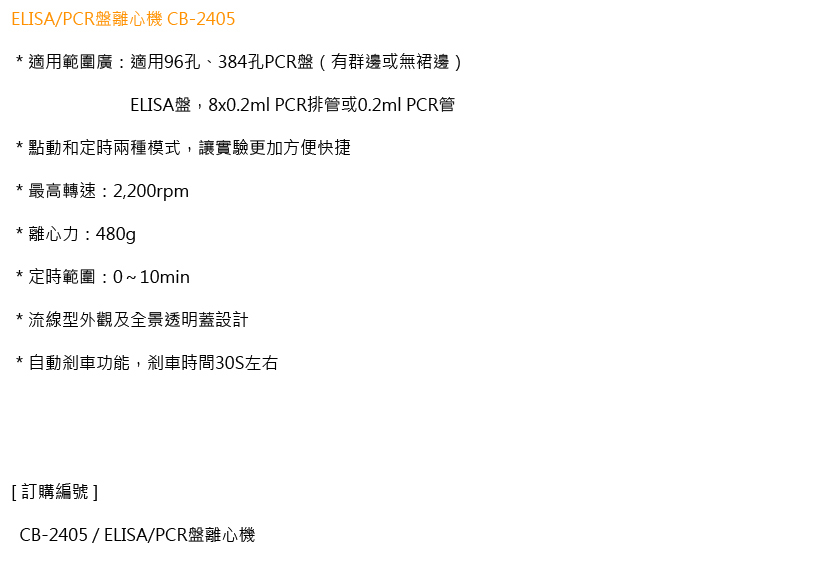 ELISA/PCR盤離心機 CB-2405
* 適用範圍廣：適用96孔、384孔PCR盤（有群邊或無裙邊）
ELISA盤，8x0.2ml PCR排管或0.2ml PCR管
* 點動和定時兩種模式，讓實驗更加方便快捷
* 最高轉速：2,200rpm
* 離心力：480g
* 定時範圍：0～10min
* 流線型外觀及全景透明蓋設計
* 自動剎車功能，剎車時間30S左右
[ 訂購編號 ]
CB-2405 / ELISA/PCR盤離心機